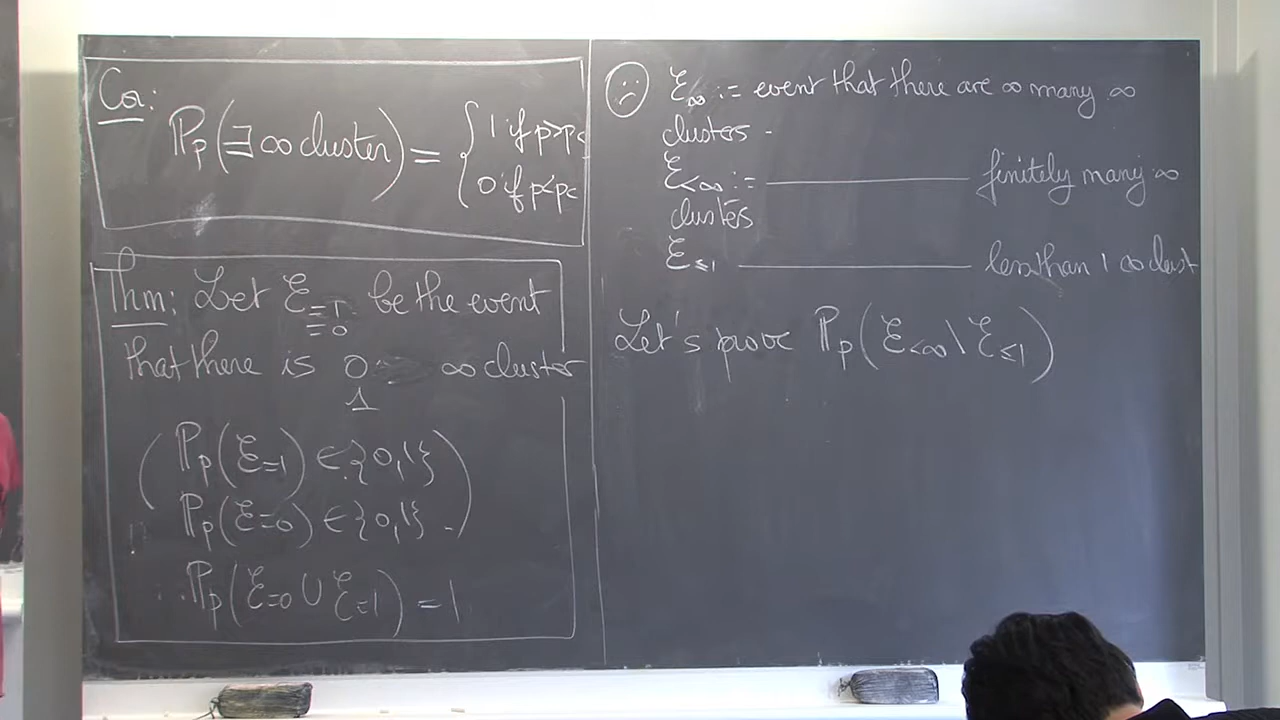 Cor:
ℙp(∃ ∞ cluster) = { 1 if p>pc
0 if p<pc
Thm: Let Ɛ=1 be the event
=0
that there is 0 ∞ cluster
1
( ℙp(Ɛ=1) ∈ {0,1} )
ℙp(Ɛ=0) ∈ {0,1}.
ℙp(Ɛ=0 ∪ Ɛ=1) = 1
☹ Ɛ∞ := event that there are ∞ many ∞
clusters -
Ɛ<∞ := ——— finitely many ∞
clusters
Ɛ≤1 ——— less than 1 ∞ clust
Let's prove ℙp(Ɛ<∞ \ Ɛ≤1)